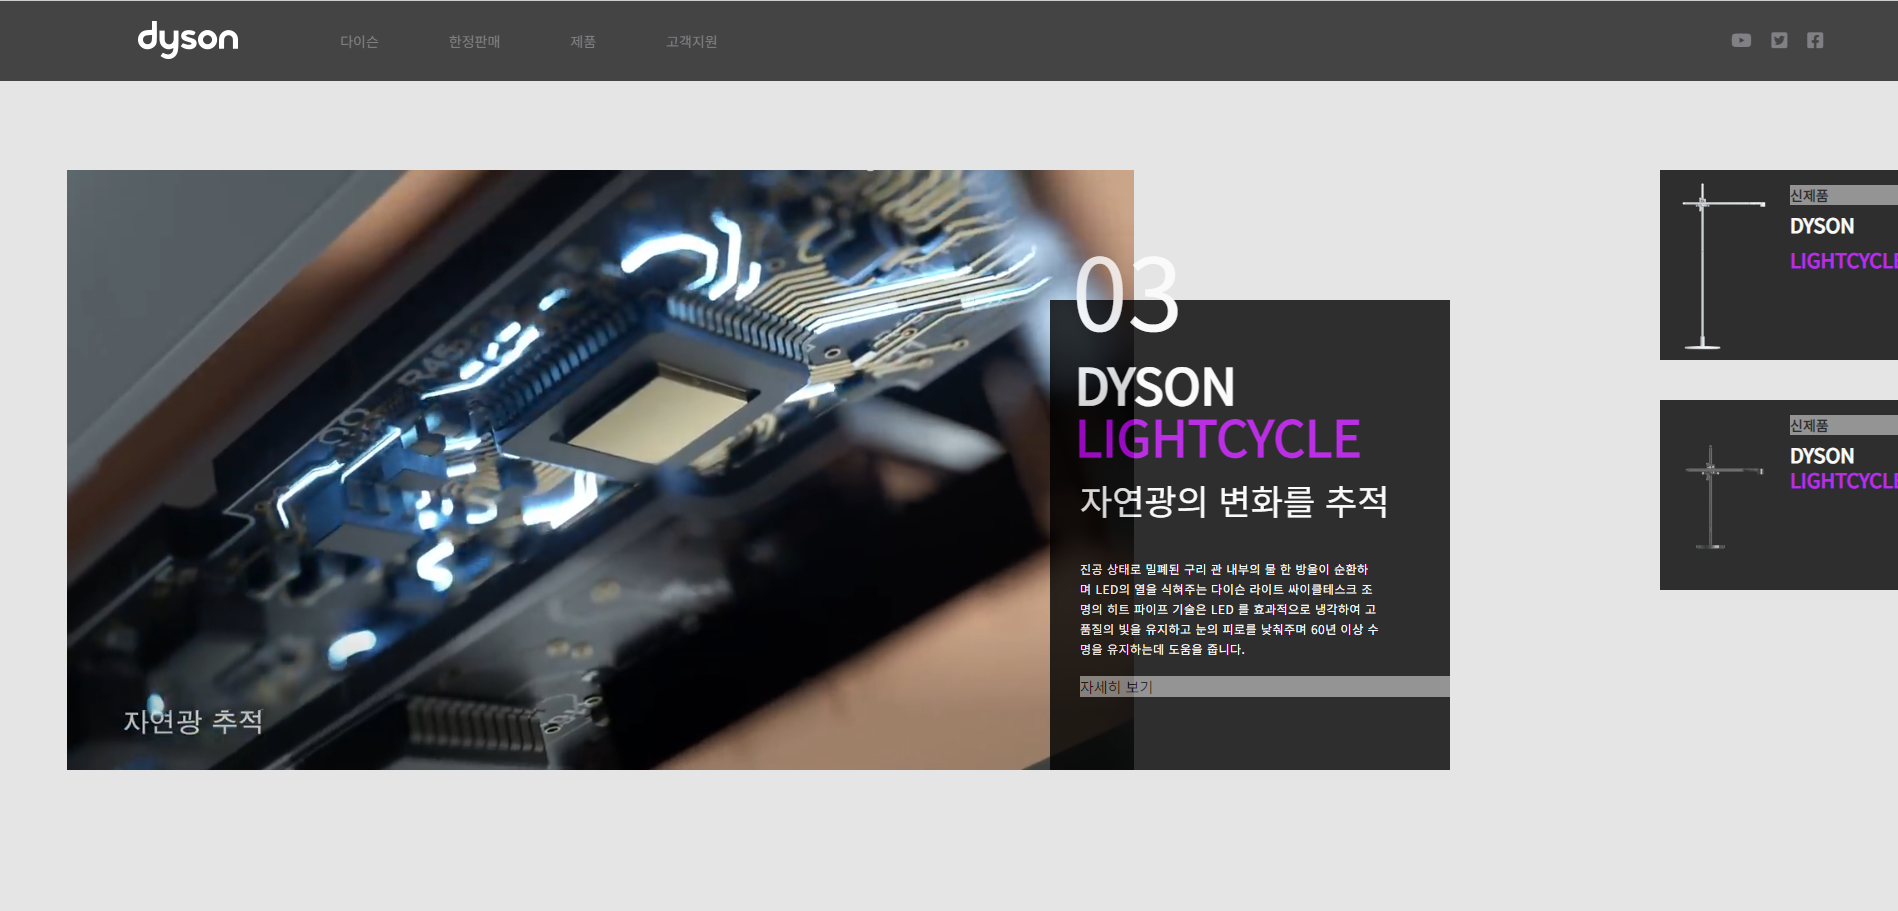 dyson
다이슨
한정판매
제품
고객지원
03
DYSON
LIGHTCYCLE
자연광의 변화를 추적
진공 상태로 밀폐된 구리 관 내부의 물 한 방울이 순환하
며 LED의 열을 식혀주는 다이슨 라이트 싸이클테스크 조
명의 히트 파이프 기술은 LED 를 효과적으로 냉각하여 고
품질의 빛을 유지하고 눈의 피로를 낮춰주며 60년 이상 수
명을 유지하는데 도움을 줍니다.
자세히 보기
자연광 추적
신제품
DYSON
LIGHTCYCLE
신제품
DYSON
LIGHTCYCLE